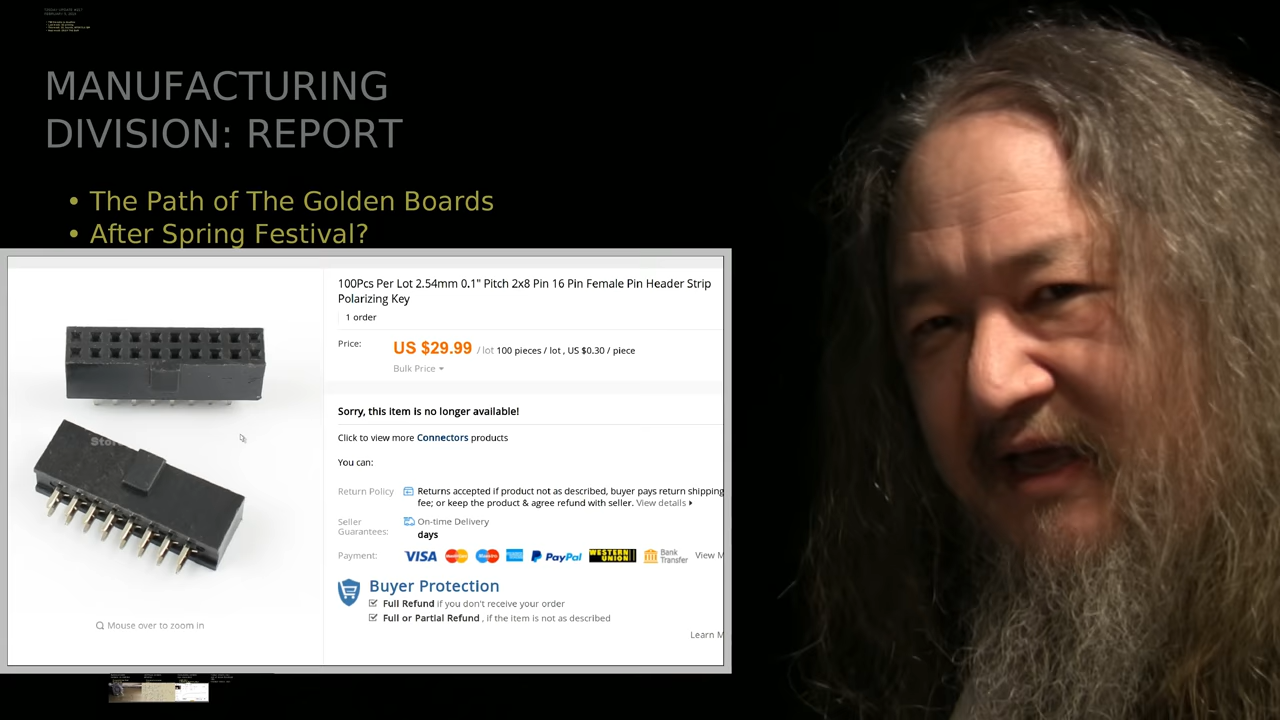 MANUFACTURING
DIVISION: REPORT
• The Path of The Golden Boards
• After Spring Festival?
100Pcs Per Lot 2.54mm 0.1" Pitch 2x8 Pin 16 Pin Female Pin Header Strip
Polarizing Key
1 order
Price: US $29.99 / lot 100 pieces / lot , US $0.30 / piece
Bulk Price
Sorry, this item is no longer available!
Click to view more Connectors products
You can:
Return Policy Returns accepted if product not as described, buyer pays return shipping
fee; or keep the product & agree refund with seller. View details
Seller On-time Delivery
Guarantees:
days
Payment: VISA MasterCard Maestro PayPal WESTERN UNION Bank Transfer View M
Buyer Protection
Full Refund if you don't receive your order
Full or Partial Refund , if the item is not as described
Learn M
Mouse over to zoom in